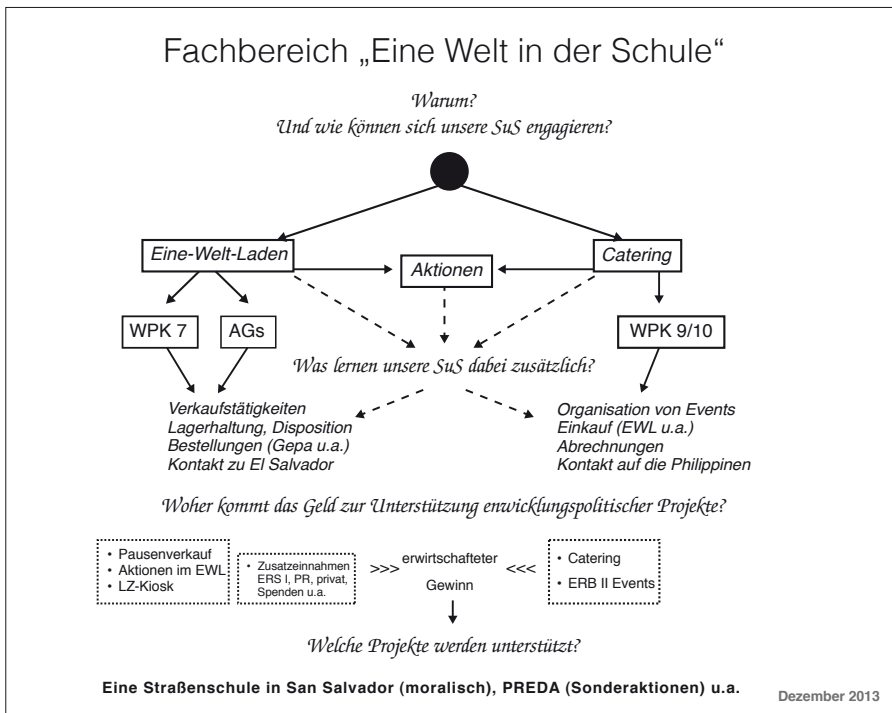 Fachbereich „Eine Welt in der Schule“
Warum?
Und wie können sich unsere SuS engagieren?
Eine-Welt-Laden
Aktionen
Catering
WPK 7
AGs
WPK 9/10
Was lernen unsere SuS dabei zusätzlich?
Verkaufstätigkeiten
Lagerhaltung, Disposition
Bestellungen (Gepa u.a.)
Kontakt zu El Salvador
Organisation von Events
Einkauf (EWL u.a.)
Abrechnungen
Kontakt auf die Philippinen
Woher kommt das Geld zur Unterstützung enwicklungspolitischer Projekte?
• Pausenverkauf
• Aktionen im EWL
• LZ-Kiosk
• Zusatzeinnahmen
ERS I, PR, privat,
Spenden u.a.
>>> erwirtschafteter <<<
Gewinn
• Catering
• ERB II Events
Welche Projekte werden unterstützt?
Eine Straßenschule in San Salvador (moralisch), PREDA (Sonderaktionen) u.a.
Dezember 2013